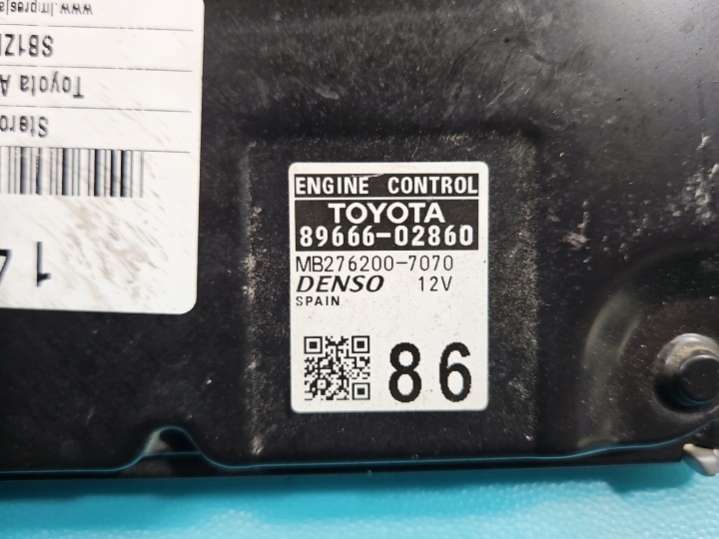 ENGINE CONTROL
TOYOTA
89666-02860
MB276200-7070
DENSO 12V
SPAIN
86
Toyota A